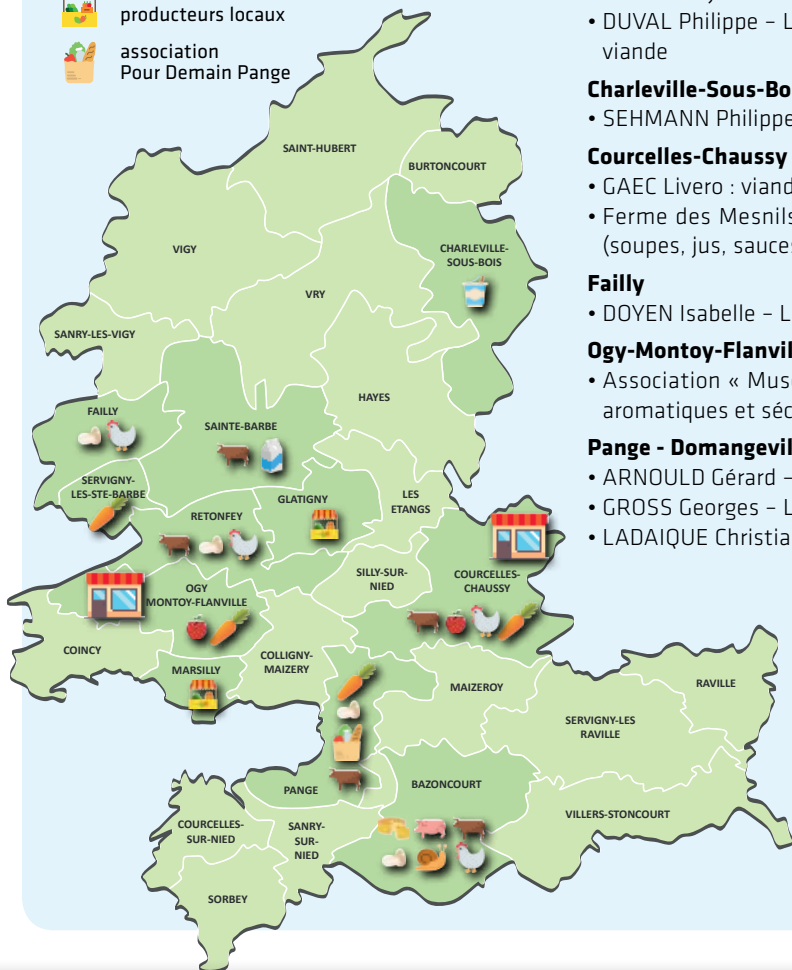 producteurs locaux
association
Pour Demain Pange
SAINT-HUBERT
BURTONCOURT
VIGY
CHARLEVILLE-
SOUS-BOIS
VRY
SANRY-LES-VIGY
HAYES
FAILLY
SAINTE-BARBE
SERVIGNY-
LES-STE-BARBE
GLATIGNY
LES
ETANGS
RETONFEY
SILLY-SUR-
NIED
COURCELLES-
CHAUSSY
OGY
MONTOY-FLANVILLE
COINCY
COLLIGNY-
MAIZERY
MARSILLY
MAIZEROY
RAVILLE
SERVIGNY-LES
RAVILLE
PANGE
BAZONCOURT
VILLERS-STONCOURT
COURCELLES-
SUR-NIED
SANRY-
SUR-
NIED
SORBEY
• DUVAL Philippe – L
viande
Charleville-Sous-Bo
• SEHMANN Philippe
Courcelles-Chaussy
• GAEC Livero : viand
• Ferme des Mesnils
(soupes, jus, sauces
Failly
• DOYEN Isabelle – L
Ogy-Montoy-Flanvil
• Association « Mus
aromatiques et séc
Pange - Domangevil
• ARNOULD Gérard –
• GROSS Georges – L
• LADAIQUE Christia